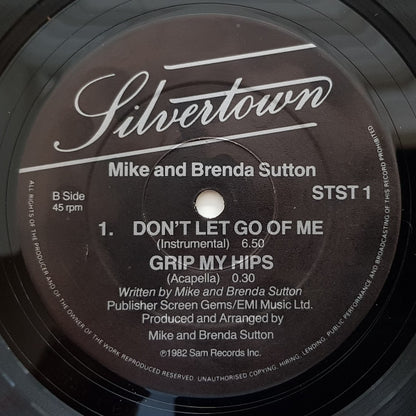 Silvertown
Mike and Brenda Sutton
B Side
45 rpm
STST 1
1. DON'T LET GO OF ME
(Instrumental) 6.50
GRIP MY HIPS
(Acapella) 0.30
Written by Mike and Brenda Sutton
Publisher Screen Gems/EMI Music Ltd.
Produced and Arranged by
Mike and Brenda Sutton
℗1982 Sam Records Inc.
ALL RIGHTS OF THE PRODUCER AND OF THE OWNER OF THE WORK REPRODUCED RESERVED. UNAUTHORISED COPYING, HIRING, LENDING, PUBLIC PERFORMANCE AND BROADCASTING OF THIS RECORD PROHIBITED